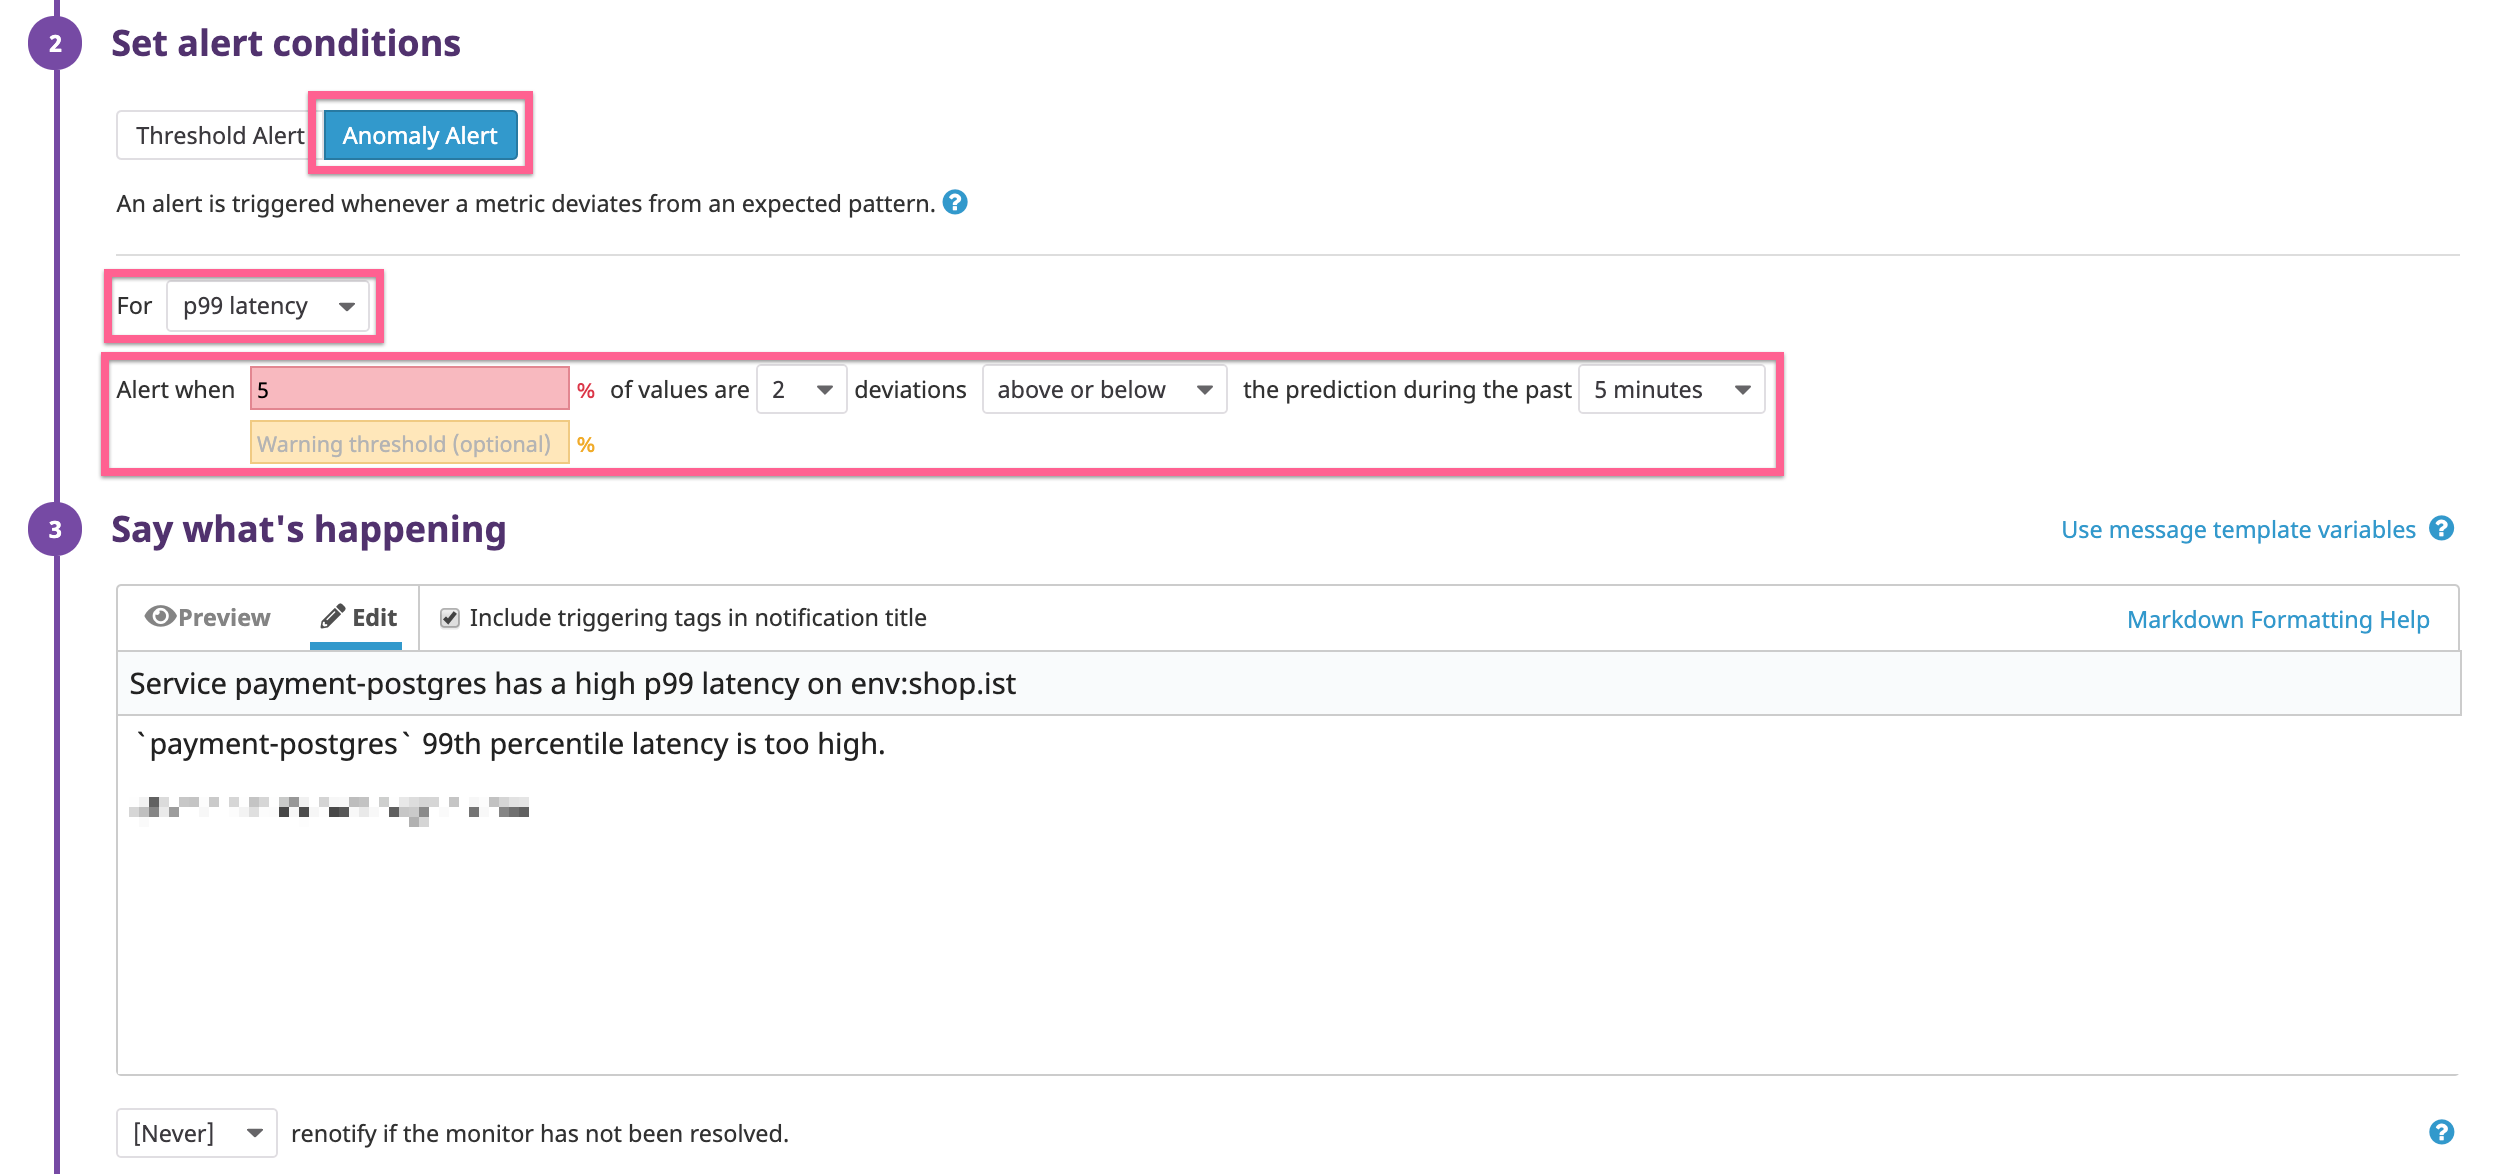 2 Set alert conditions
Threshold Alert Anomaly Alert
An alert is triggered whenever a metric deviates from an expected pattern. ?
For p99 latency
Alert when 5 % of values are 2 deviations above or below the prediction during the past 5 minutes
Warning threshold (optional) %
3 Say what's happening Use message template variables ?
Preview Edit Include triggering tags in notification title Markdown Formatting Help
Service payment-postgres has a high p99 latency on env:shop.ist
`payment-postgres` 99th percentile latency is too high.
[Never] renotify if the monitor has not been resolved. ?